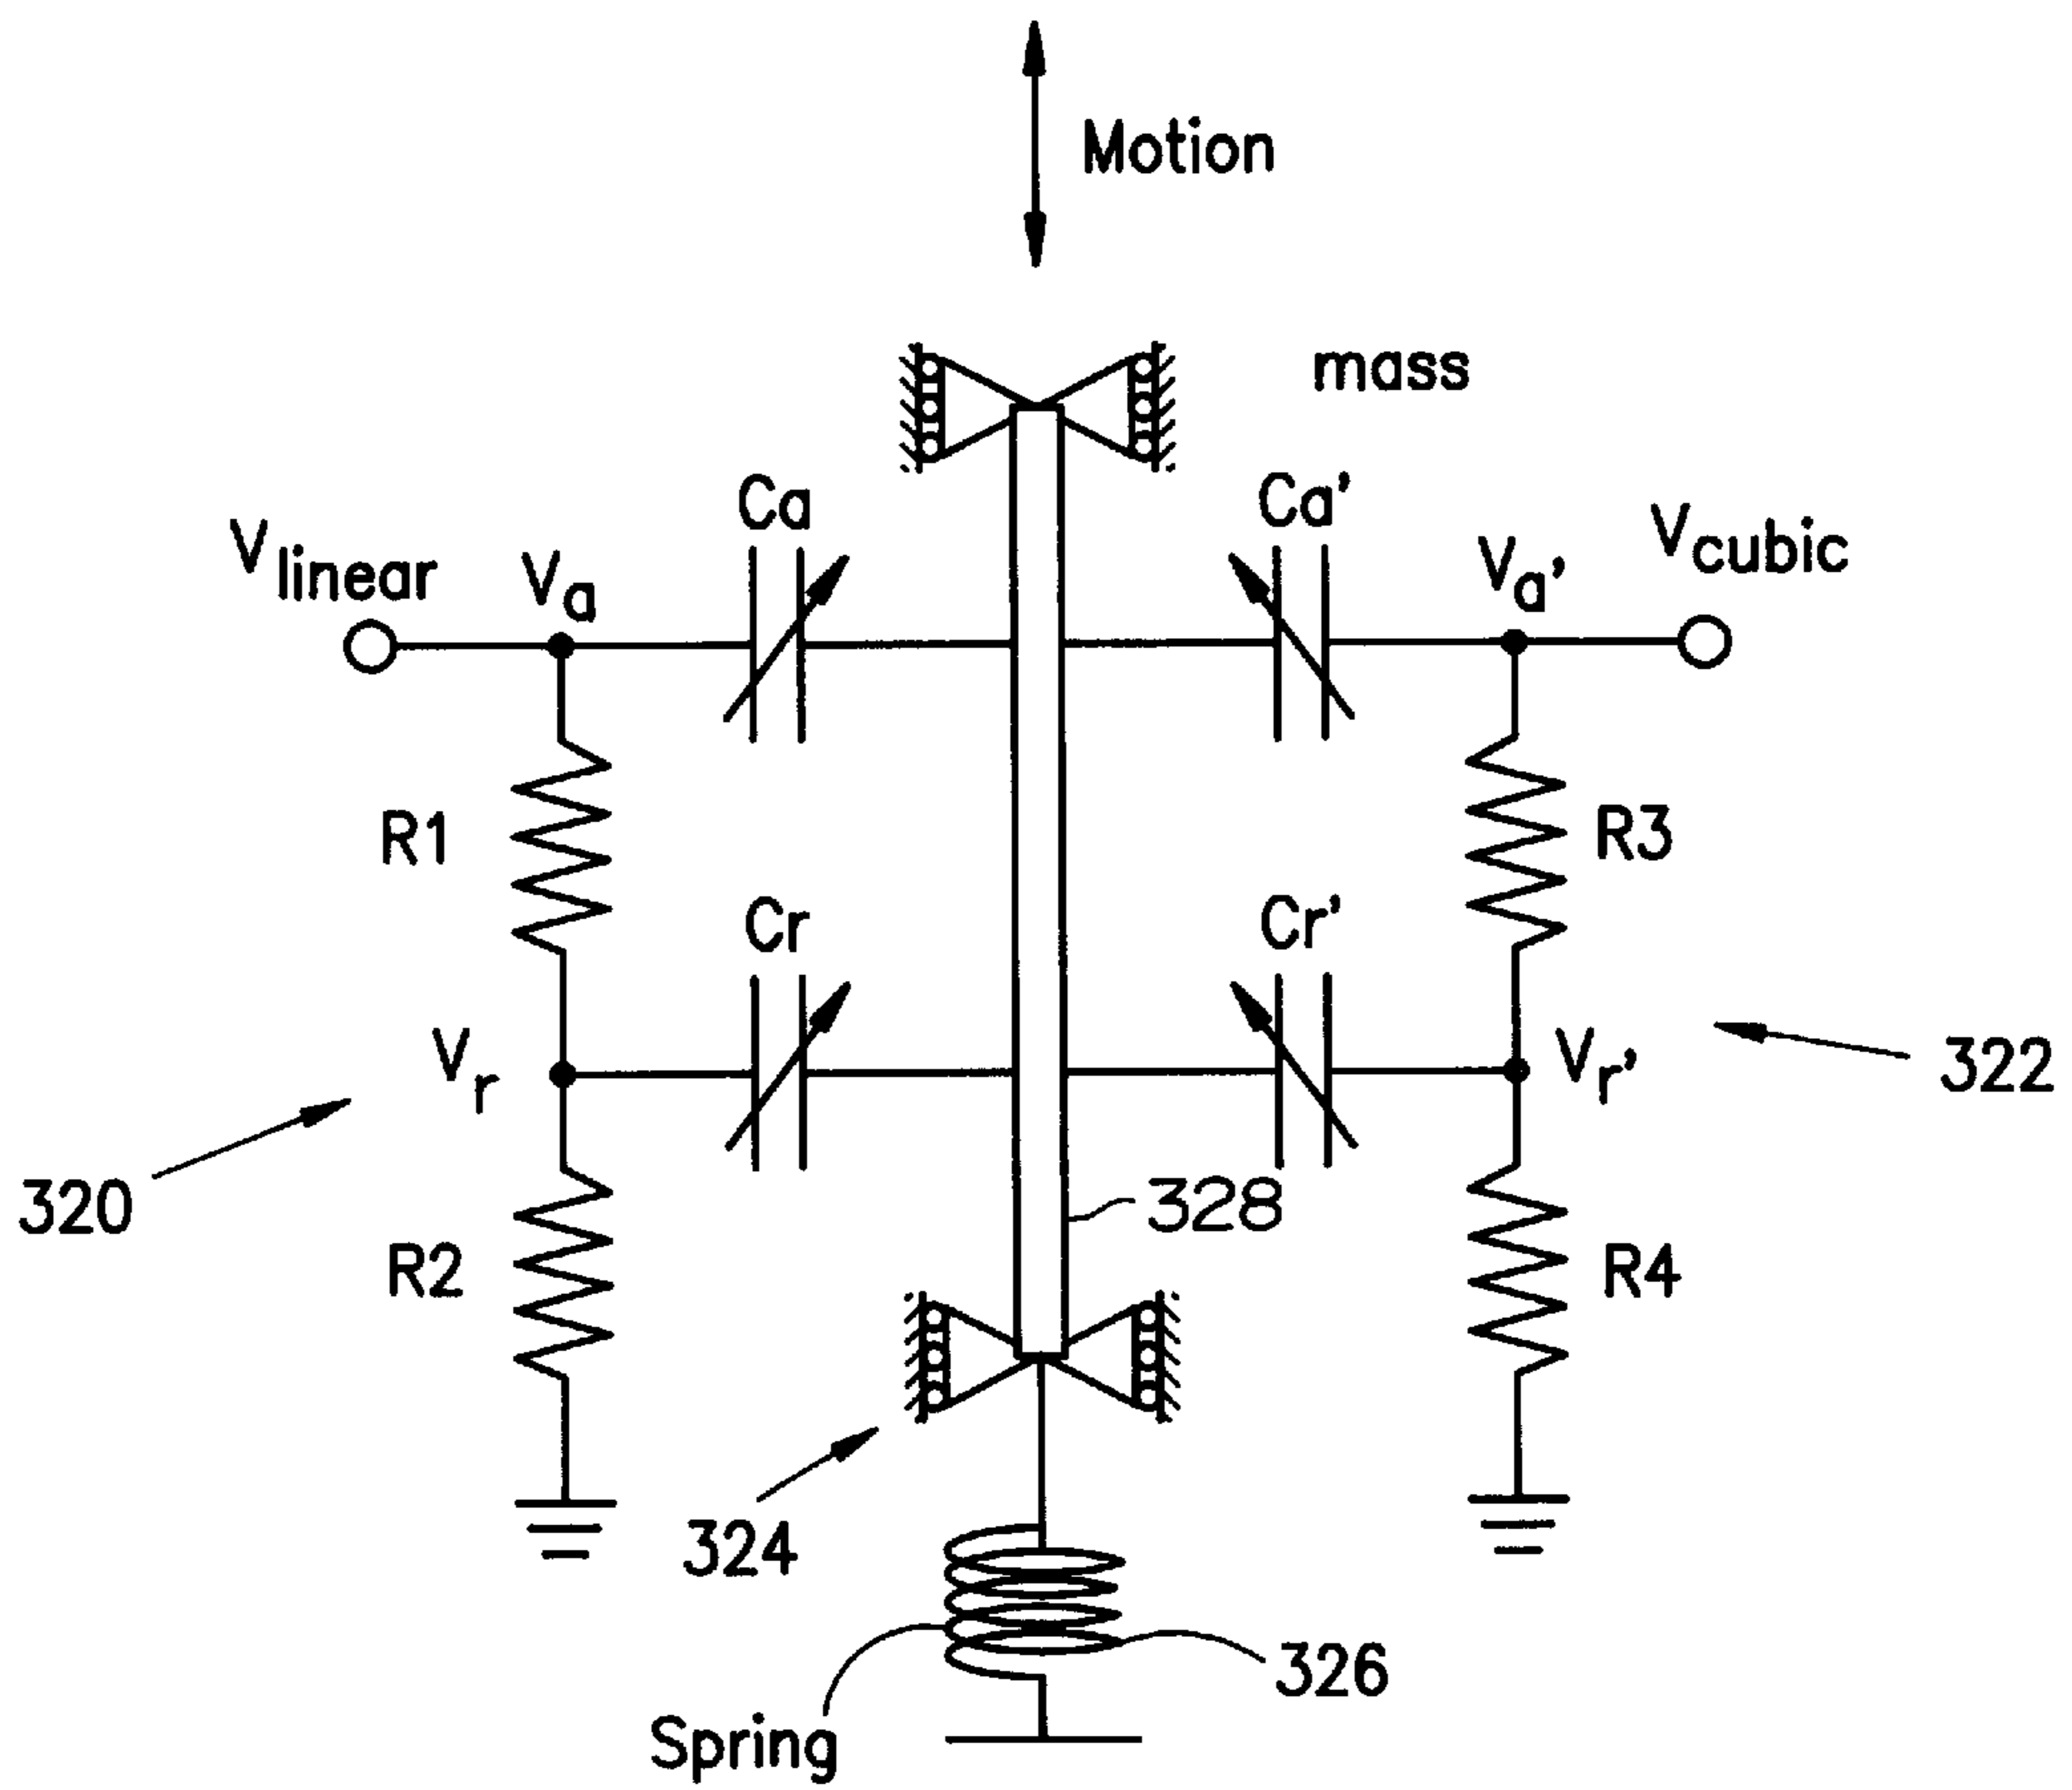 Motion
mass
Ca
Ca'
Vlinear
Va
Va'
Vcubic
R1
R3
Cr
Cr'
Vr
Vr'
322
320
328
R2
R4
324
326
Spring